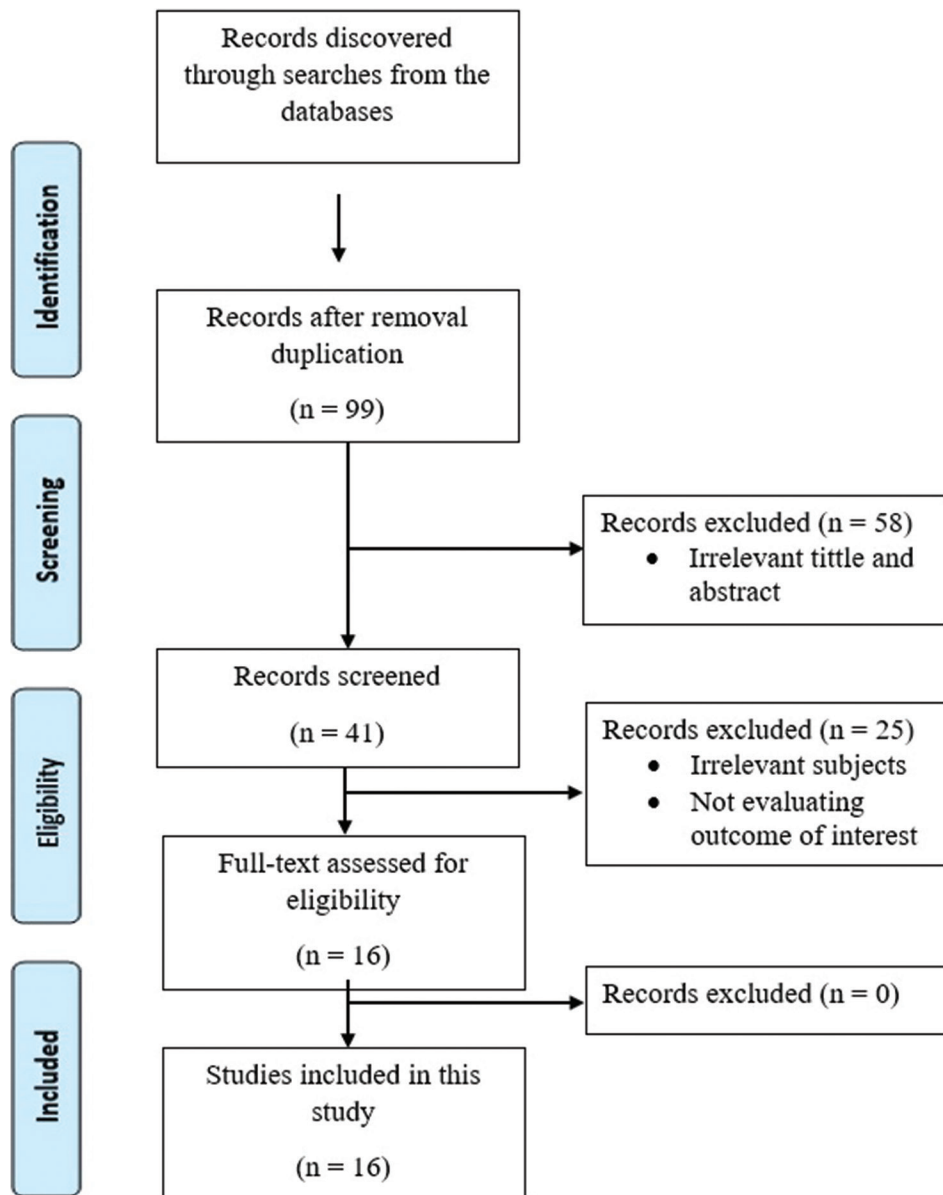 Records discovered
through searches from the
databases
Identification
Records after removal
duplication
(n = 99)
Screening
Records excluded (n = 58)
• Irrelevant tittle and
abstract
Records screened
(n = 41)
Eligibility
Records excluded (n = 25)
• Irrelevant subjects
• Not evaluating
outcome of interest
Full-text assessed for
eligibility
(n = 16)
Included
Records excluded (n = 0)
Studies included in this
study
(n = 16)